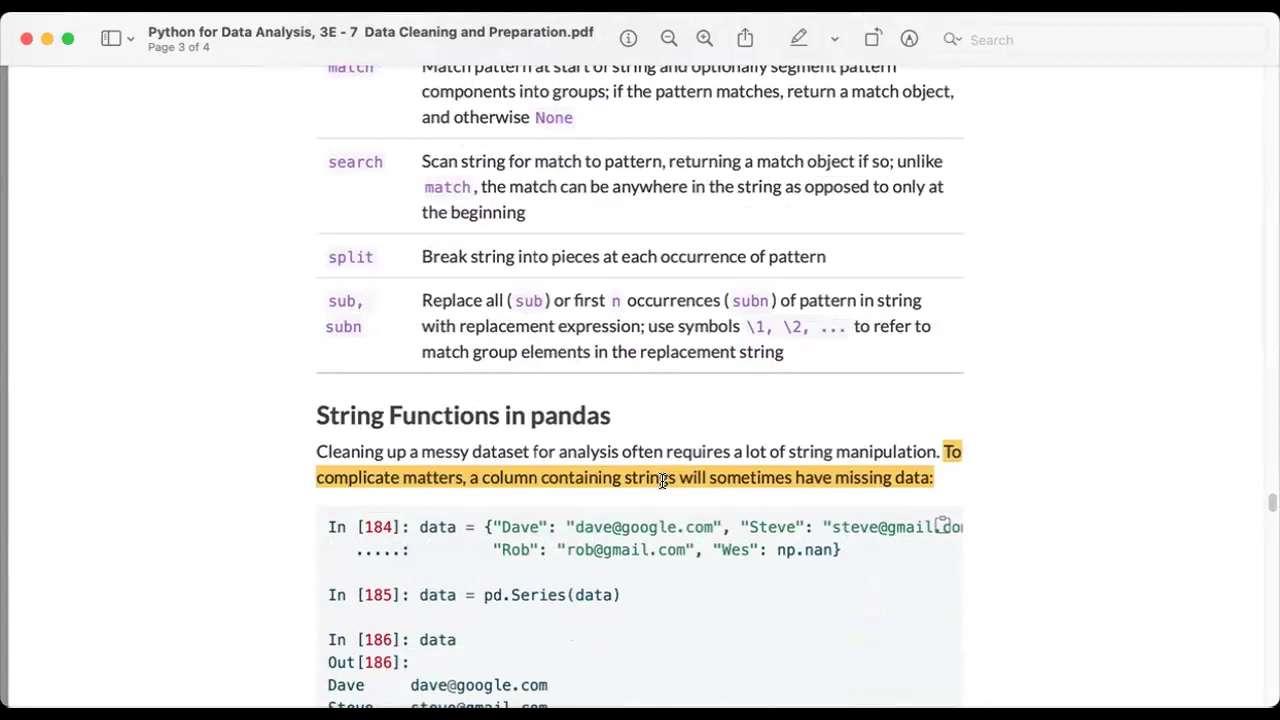 Python for Data Analysis, 3E - 7 Data Cleaning and Preparation.pdf
Page 3 of 4
Search
match Match pattern at start of string and optionally segment pattern
components into groups; if the pattern matches, return a match object,
and otherwise None
search Scan string for match to pattern, returning a match object if so; unlike
match, the match can be anywhere in the string as opposed to only at
the beginning
split Break string into pieces at each occurrence of pattern
sub, Replace all (sub) or first n occurrences (subn) of pattern in string
subn with replacement expression; use symbols \1, \2, ... to refer to
match group elements in the replacement string
String Functions in pandas
Cleaning up a messy dataset for analysis often requires a lot of string manipulation. To
complicate matters, a column containing strings will sometimes have missing data:
In [184]: data = {"Dave": "dave@google.com", "Steve": "steve@gmail.co
.....: "Rob": "rob@gmail.com", "Wes": np.nan}
In [185]: data = pd.Series(data)
In [186]: data
Out[186]:
Dave dave@google.com
Steve steve@gmail.com